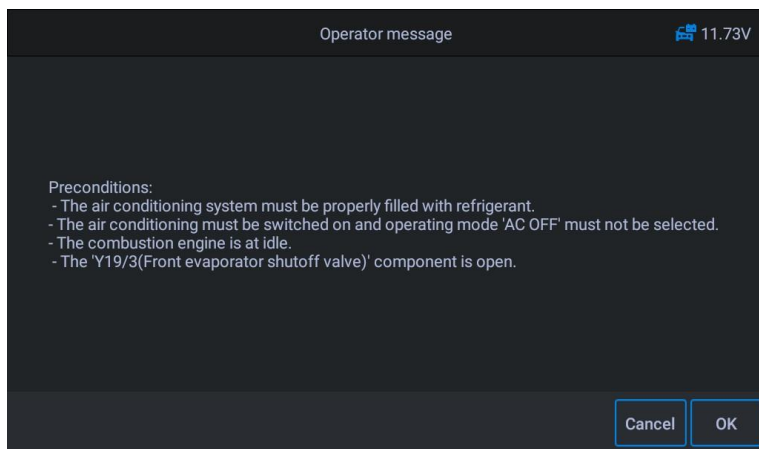 Operator message
11.73V
Preconditions:
- The air conditioning system must be properly filled with refrigerant.
- The air conditioning must be switched on and operating mode 'AC OFF' must not be selected.
- The combustion engine is at idle.
- The 'Y19/3(Front evaporator shutoff valve)' component is open.
Cancel
OK